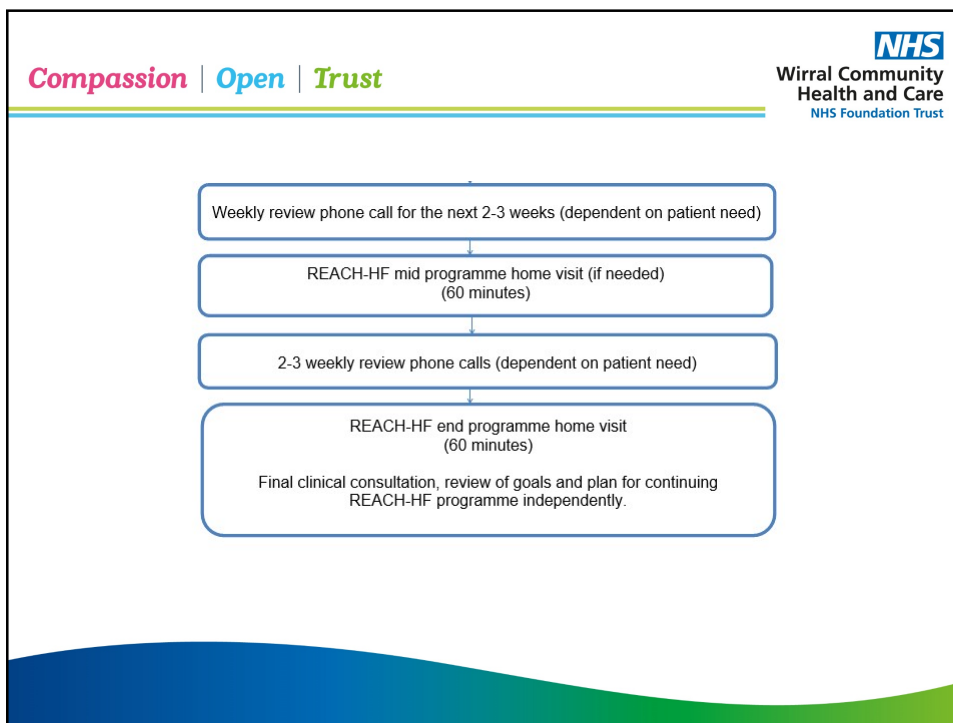 Compassion | Open | Trust
NHS
Wirral Community
Health and Care
NHS Foundation Trust
Weekly review phone call for the next 2-3 weeks (dependent on patient need)
REACH-HF mid programme home visit (if needed)
(60 minutes)
2-3 weekly review phone calls (dependent on patient need)
REACH-HF end programme home visit
(60 minutes)
Final clinical consultation, review of goals and plan for continuing
REACH-HF programme independently.